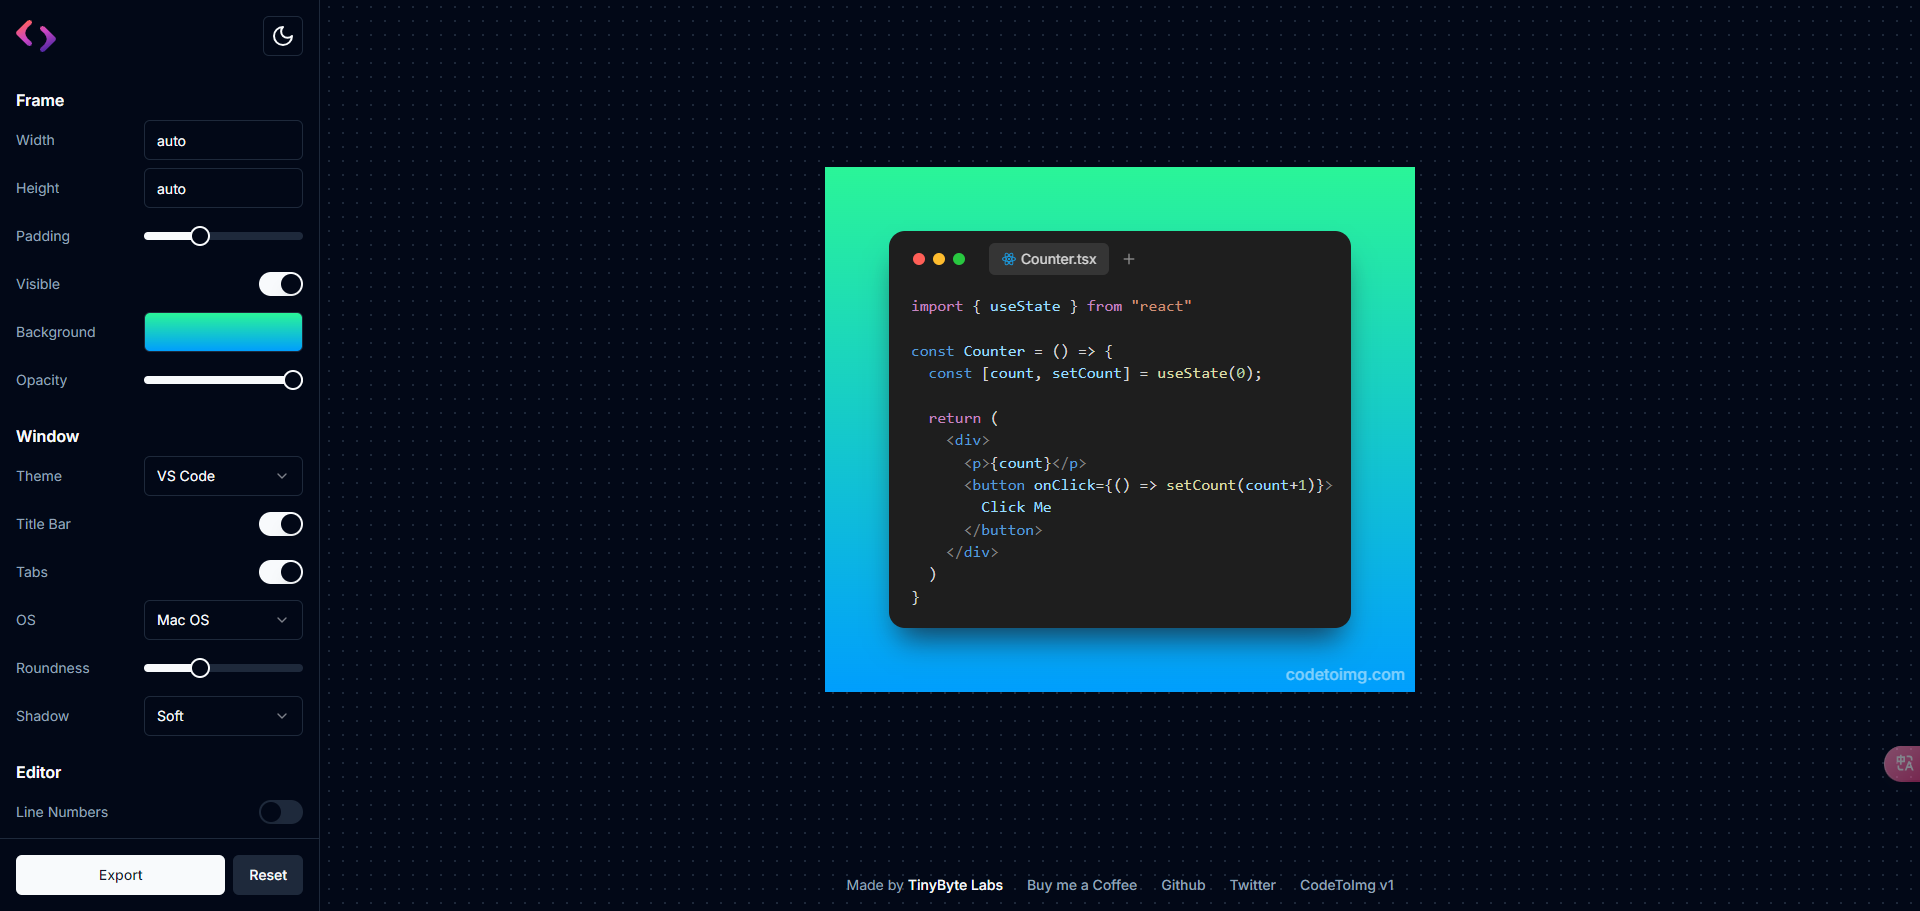 Frame
Width
auto
Height
auto
Padding
Visible
Background
Opacity
Window
Theme
VS Code
Title Bar
Tabs
OS
Mac OS
Roundness
Shadow
Soft
Editor
Line Numbers
Export
Reset
Counter.tsx
import { useState } from "react"
const Counter = () => {
const [count, setCount] = useState(0);
return (
<div>
<p>{count}</p>
<button onClick={() => setCount(count+1)}>
Click Me
</button>
</div>
)
}
codetoimg.com
Made by TinyByte Labs
Buy me a Coffee
Github
Twitter
CodeToImg v1
中A